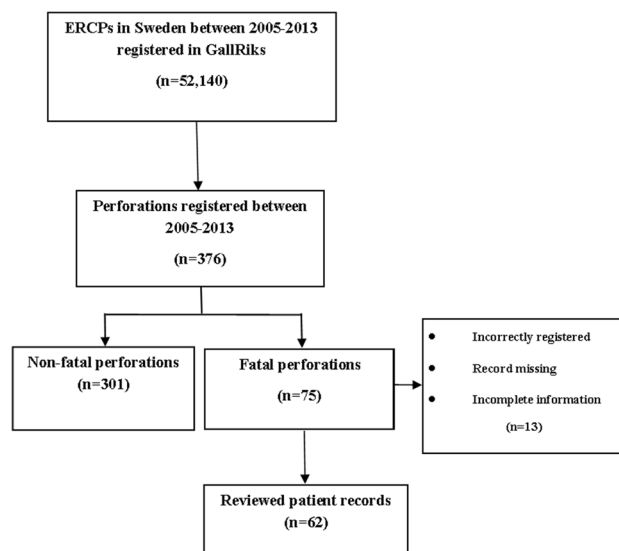 ERCPs in Sweden between 2005-2013
registered in GallRiks
(n=52,140)
Perforations registered between
2005-2013
(n=376)
Non-fatal perforations
(n=301)
Fatal perforations
(n=75)
• Incorrectly registered
• Record missing
• Incomplete information
(n=13)
Reviewed patient records
(n=62)